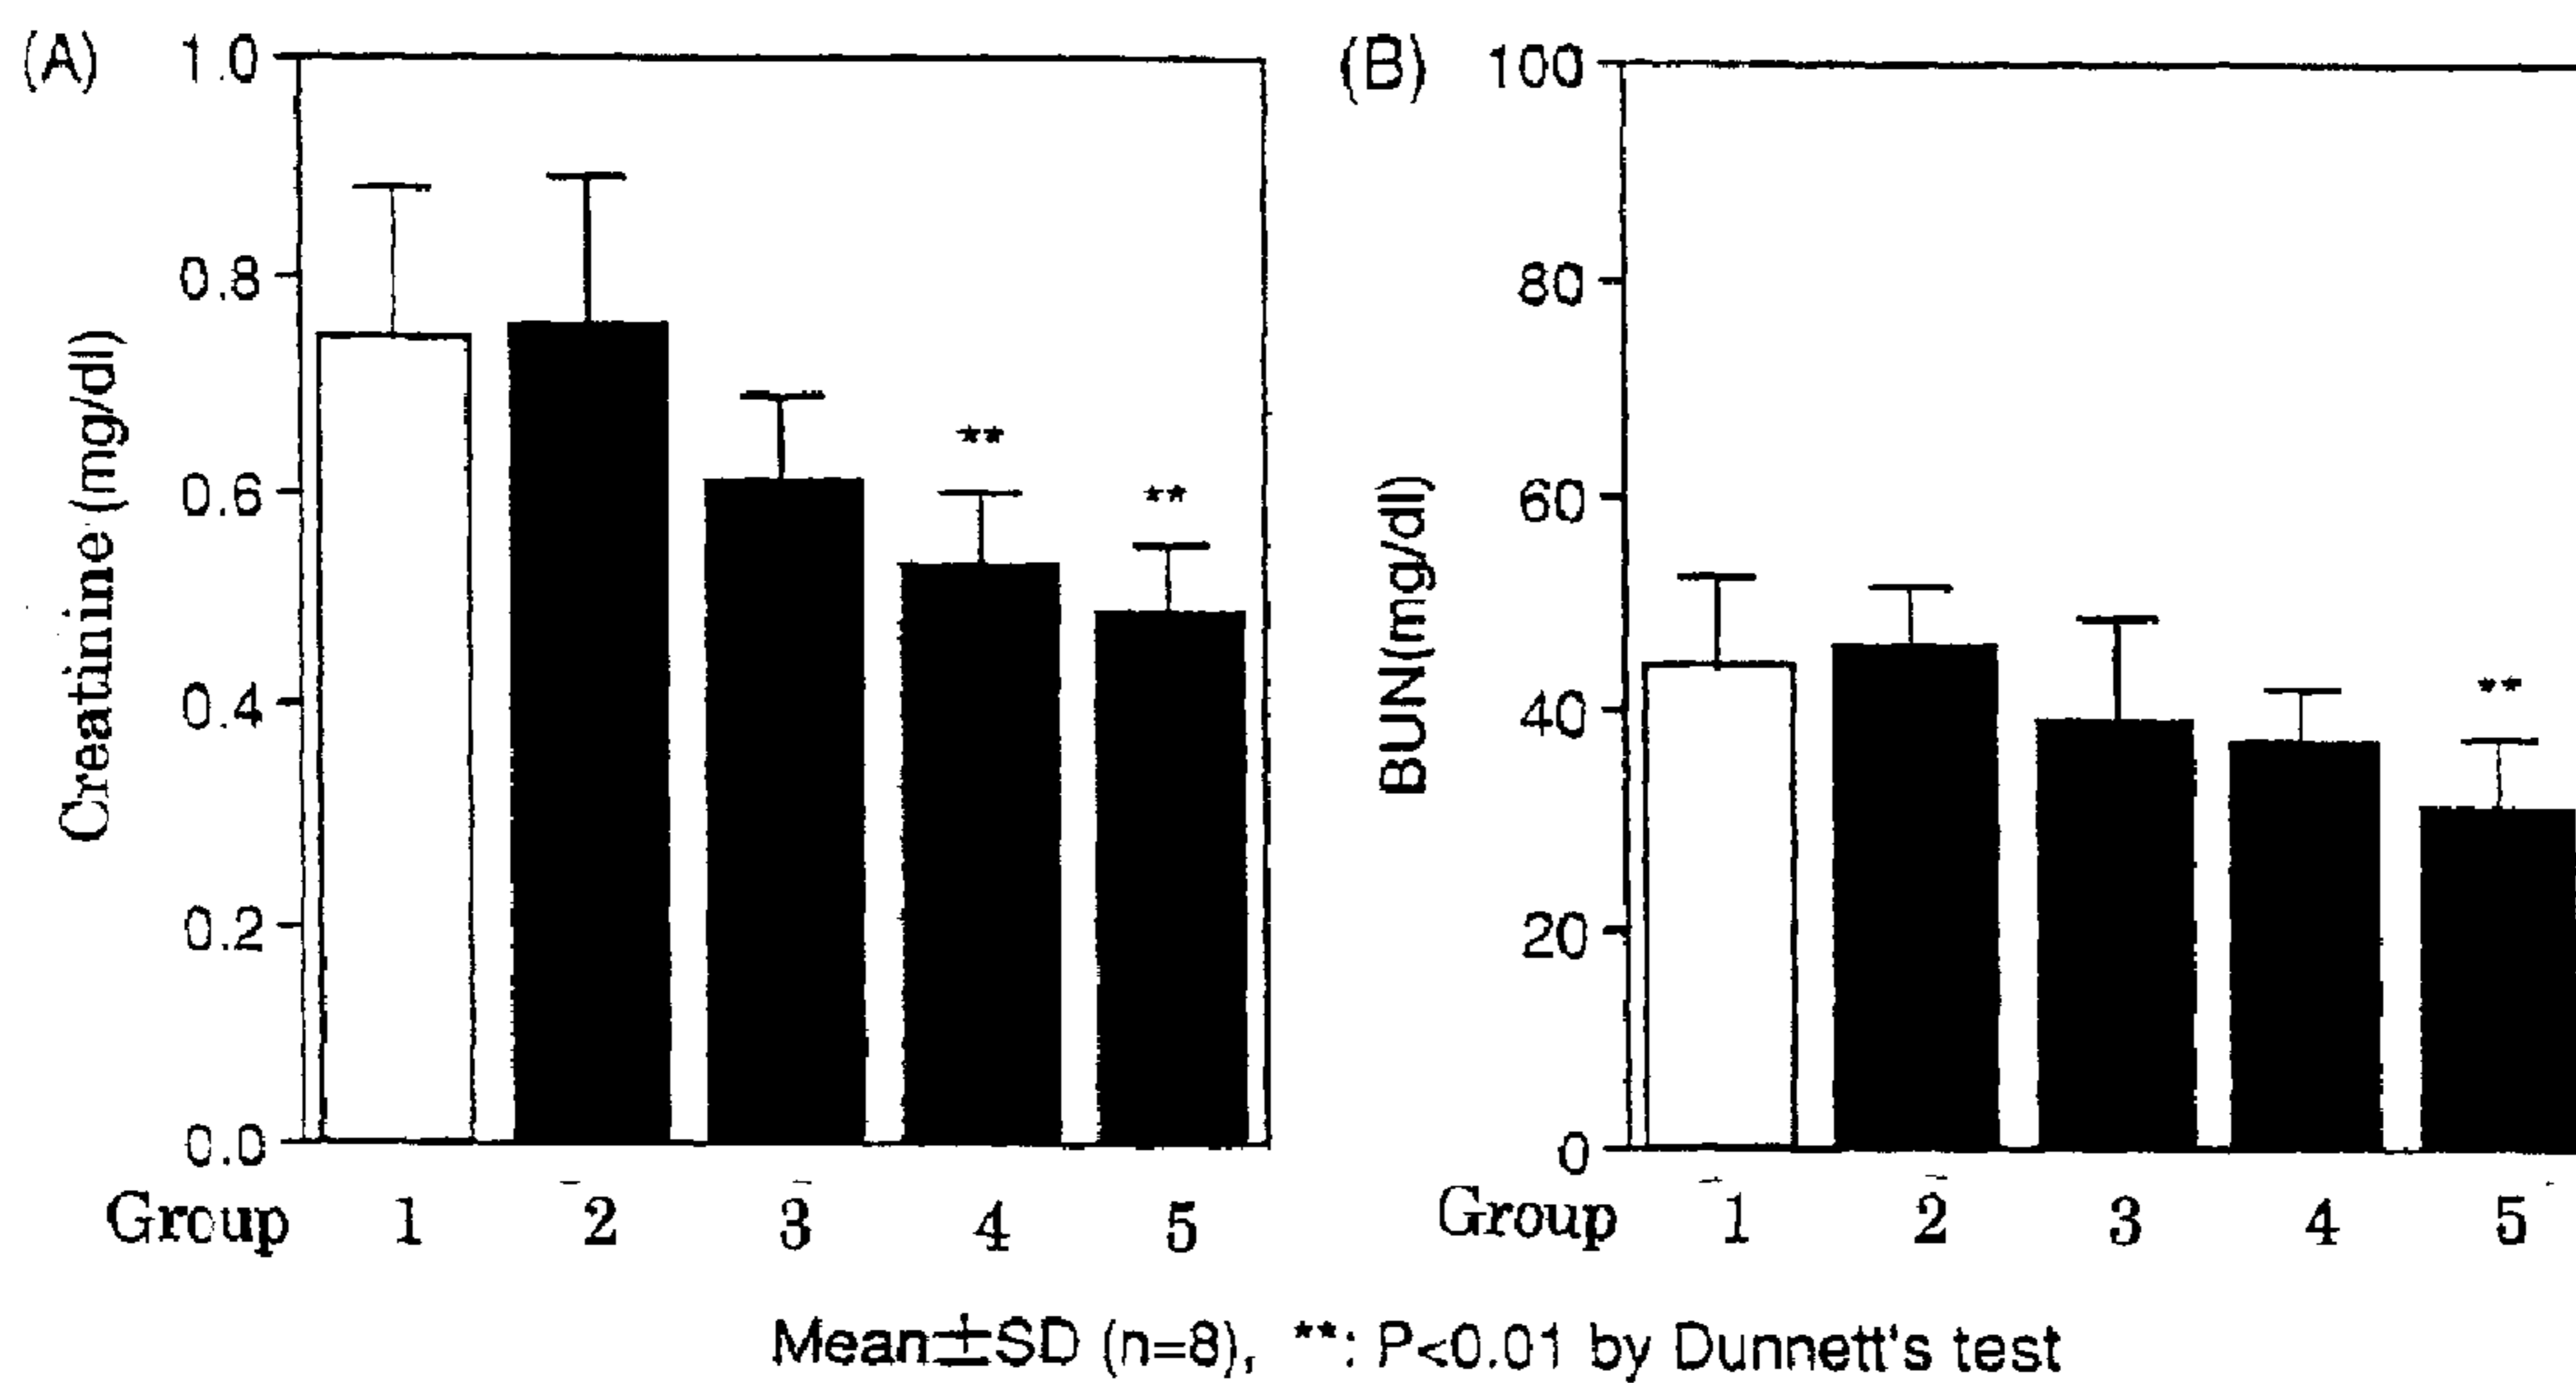 (A)
Creatinine (mg/dl)
1.0
0.8
0.6
0.4
0.2
0.0
**
**
Group 1 2 3 4 5
(B)
BUN(mg/dl)
100
80
60
40
20
0
**
Group 1 2 3 4 5
Mean±SD (n=8), **: P<0.01 by Dunnett's test